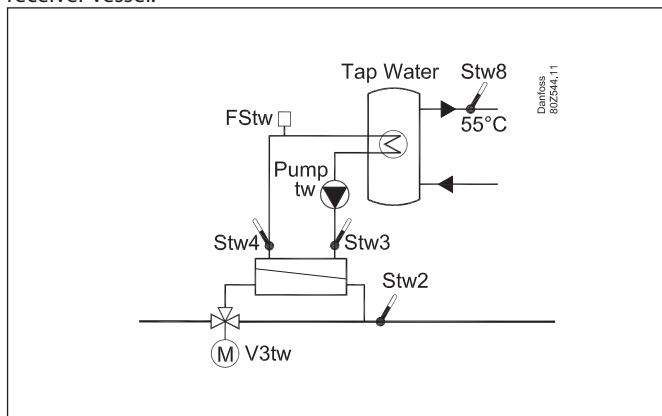 receiver vessel.
Tap Water
Stw8
Danfoss
80Z544.11
FStw
55°C
Pump
tw
Stw4
Stw3
Stw2
M
V3tw